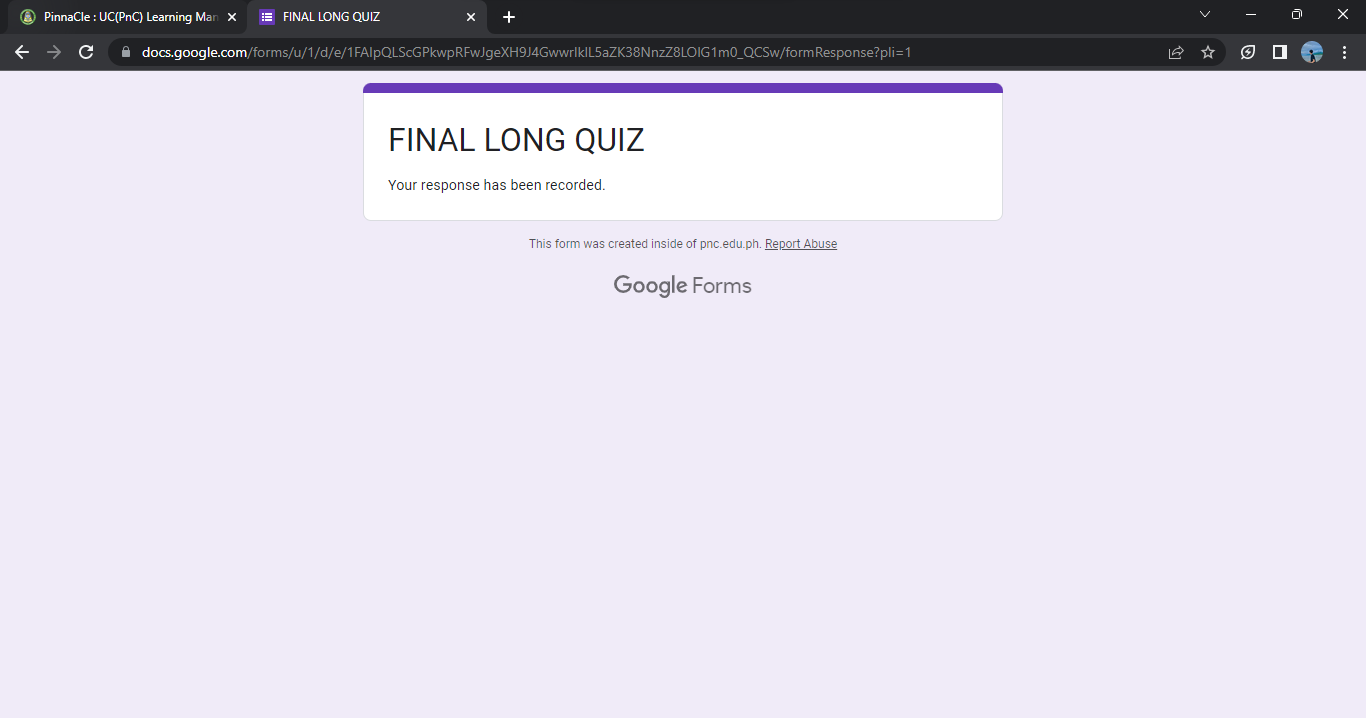 PinnaCle : UC(PnC) Learning Man
FINAL LONG QUIZ
docs.google.com/forms/u/1/d/e/1FAIpQLScGPkwpRFwJgeXH9J4GwwrIklL5aZK38NnzZ8LOIG1m0_QCSw/formResponse?pli=1
FINAL LONG QUIZ
Your response has been recorded.
This form was created inside of pnc.edu.ph. Report Abuse
Google Forms